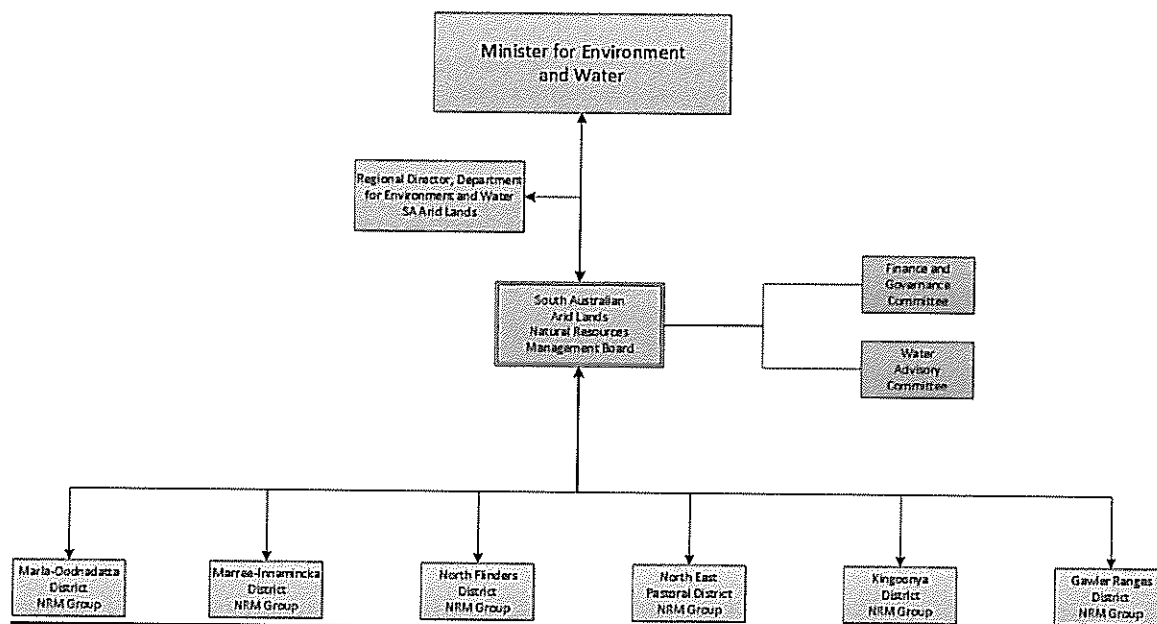 Minister for Environment
and Water
Regional Director, Department
for Environment and Water
SA Arid Lands
South Australian
Arid Lands
Natural Resources
Management Board
Finance and
Governance
Committee
Water
Advisory
Committee
Marla-Oodnadatta
District
NRM Group
Marree-Innamincka
District
NRM Group
North Flinders
District
NRM Group
North East
Pastoral District
NRM Group
Kingoonya
District
NRM Group
Gawler Ranges
District
NRM Group